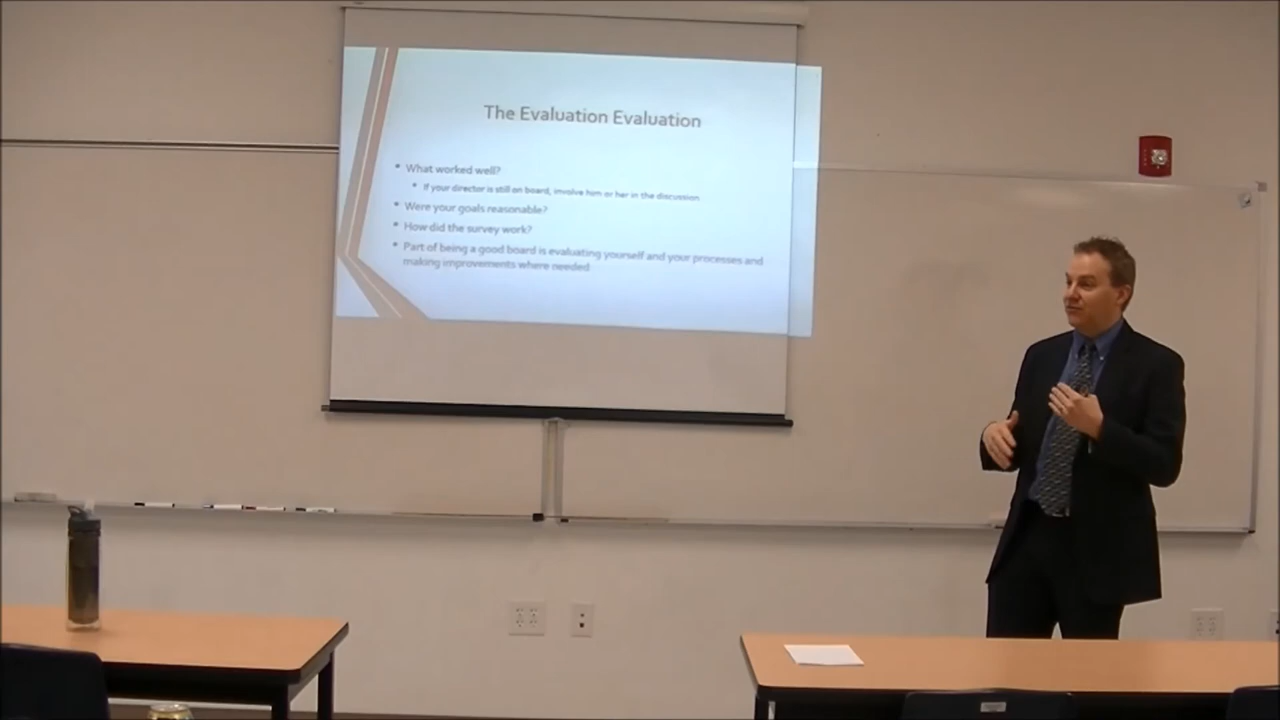 The Evaluation Evaluation
• What worked well?
• If your director is still on board, involve him or her in the discussion
• Were your goals reasonable?
• How did the survey work?
• Part of being a good board is evaluating yourself and your processes and
making improvements where needed